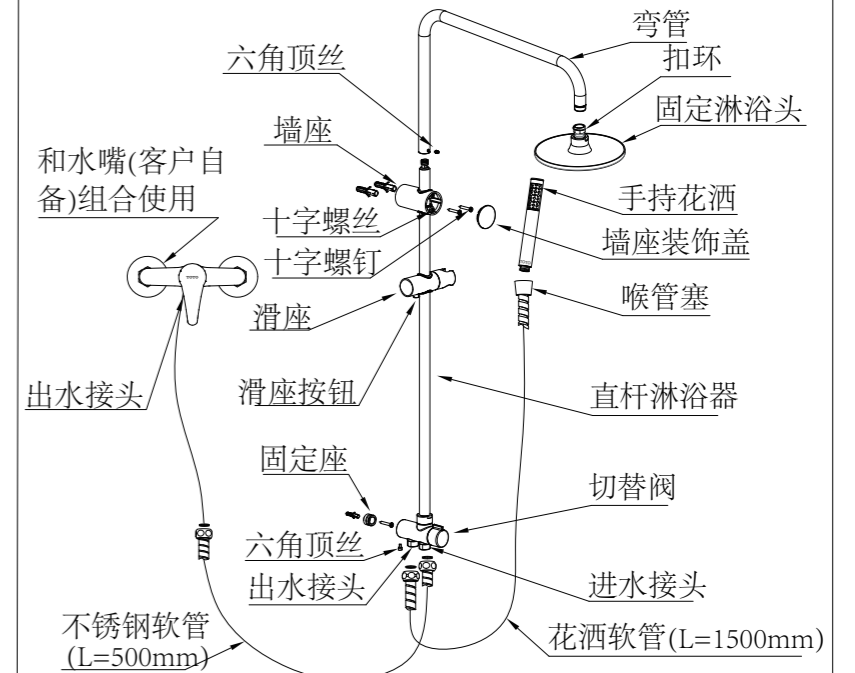 弯管
六角顶丝
扣环
固定淋浴头
墙座
和水嘴(客户自
备)组合使用
手持花洒
十字螺丝
墙座装饰盖
十字螺钉
喉管塞
滑座
出水接头
滑座按钮
直杆淋浴器
固定座
切替阀
六角顶丝
出水接头
进水接头
不锈钢软管
(L=500mm)
花洒软管(L=1500mm)